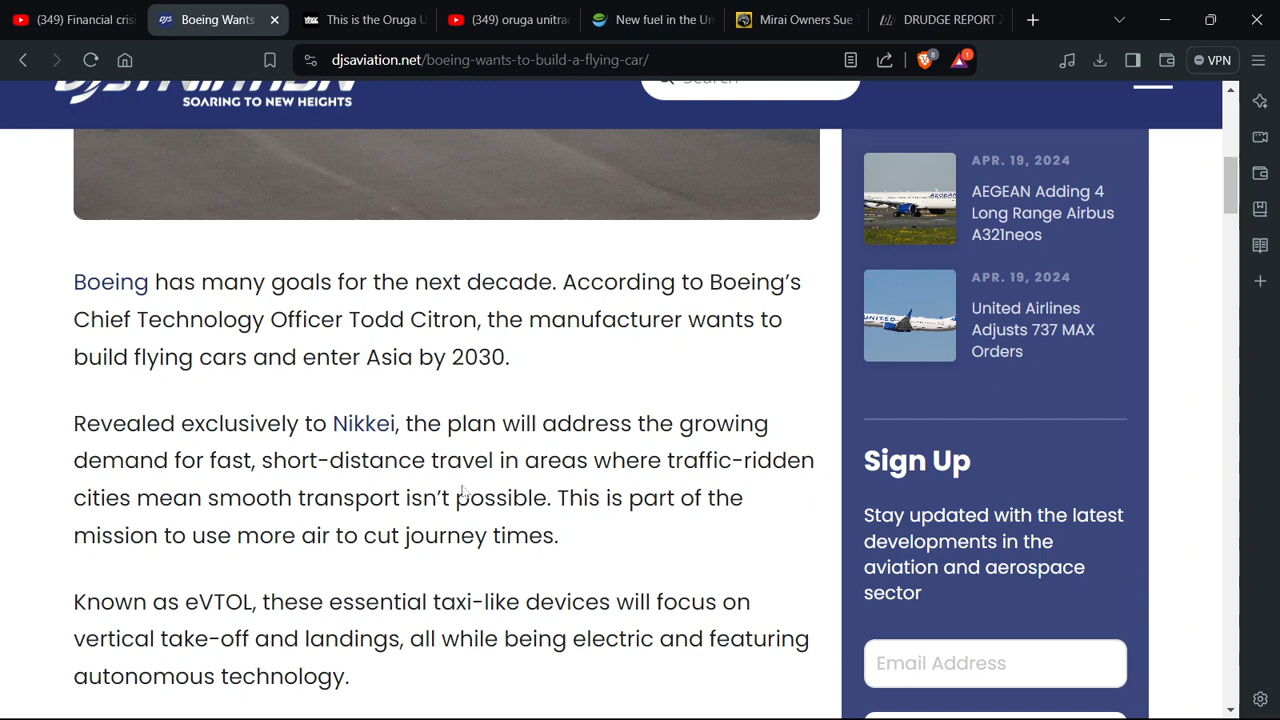 (349) Financial crisi
Boeing Wants
This is the Oruga U
(349) oruga unitrac
New fuel in the Un
Mirai Owners Sue T
DRUDGE REPORT 2
djsaviation.net/boeing-wants-to-build-a-flying-car/
8
1
VPN
SOARING TO NEW HEIGHTS
Search
APR. 19, 2024
AEGEAN Adding 4
Long Range Airbus
A321neos
APR. 19, 2024
United Airlines
Adjusts 737 MAX
Orders
Boeing has many goals for the next decade. According to Boeing's
Chief Technology Officer Todd Citron, the manufacturer wants to
build flying cars and enter Asia by 2030.
Revealed exclusively to Nikkei, the plan will address the growing
demand for fast, short-distance travel in areas where traffic-ridden
cities mean smooth transport isn't possible. This is part of the
mission to use more air to cut journey times.
Known as eVTOL, these essential taxi-like devices will focus on
vertical take-off and landings, all while being electric and featuring
autonomous technology.
Sign Up
Stay updated with the latest
developments in the
aviation and aerospace
sector
Email Address